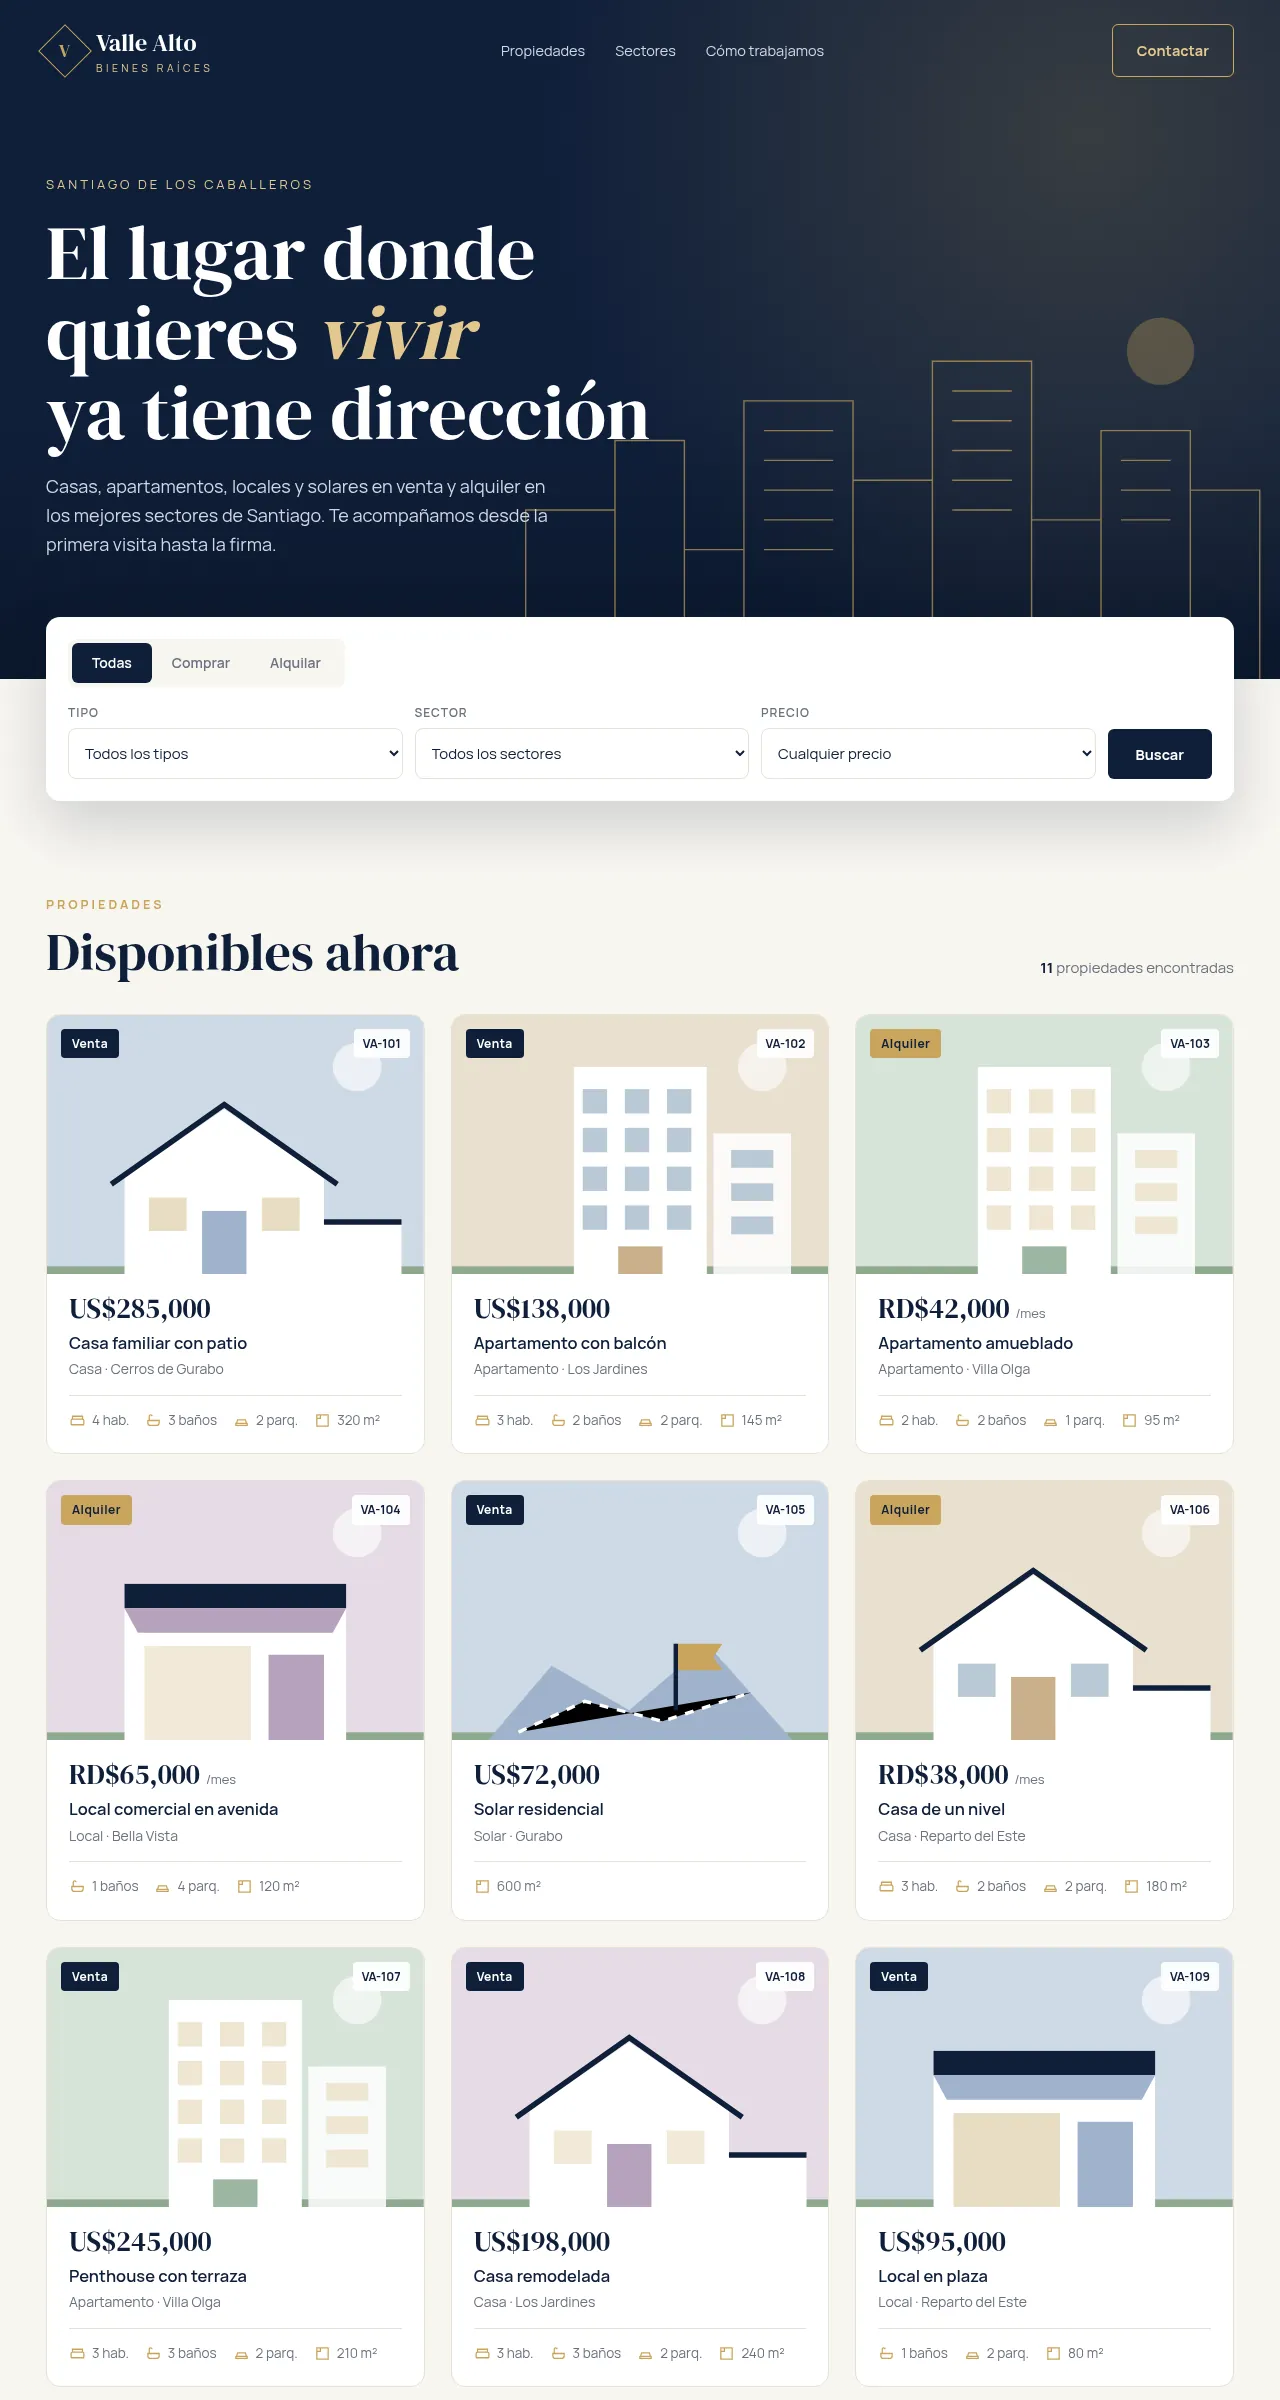 V
Valle Alto
BIENES RAÍCES
Propiedades
Sectores
Cómo trabajamos
Contactar
SANTIAGO DE LOS CABALLEROS
El lugar donde
quieres vivir
ya tiene dirección
Casas, apartamentos, locales y solares en venta y alquiler en
los mejores sectores de Santiago. Te acompañamos desde la
primera visita hasta la firma.
Todas
Comprar
Alquilar
TIPO
SECTOR
PRECIO
Todos los tipos
Todos los sectores
Cualquier precio
Buscar
PROPIEDADES
Disponibles ahora
11 propiedades encontradas
Venta
VA-101
US$285,000
Casa familiar con patio
Casa · Cerros de Gurabo
4 hab.
3 baños
2 parq.
320 m²
Venta
VA-102
US$138,000
Apartamento con balcón
Apartamento · Los Jardines
3 hab.
2 baños
2 parq.
145 m²
Alquiler
VA-103
RD$42,000 /mes
Apartamento amueblado
Apartamento · Villa Olga
2 hab.
2 baños
1 parq.
95 m²
Alquiler
VA-104
RD$65,000 /mes
Local comercial en avenida
Local · Bella Vista
1 baños
4 parq.
120 m²
Venta
VA-105
US$72,000
Solar residencial
Solar · Gurabo
600 m²
Alquiler
VA-106
RD$38,000 /mes
Casa de un nivel
Casa · Reparto del Este
3 hab.
2 baños
2 parq.
180 m²
Venta
VA-107
US$245,000
Penthouse con terraza
Apartamento · Villa Olga
3 hab.
3 baños
2 parq.
210 m²
Venta
VA-108
US$198,000
Casa remodelada
Casa · Los Jardines
3 hab.
3 baños
2 parq.
240 m²
Venta
VA-109
US$95,000
Local en plaza
Local · Reparto del Este
1 baños
2 parq.
80 m²